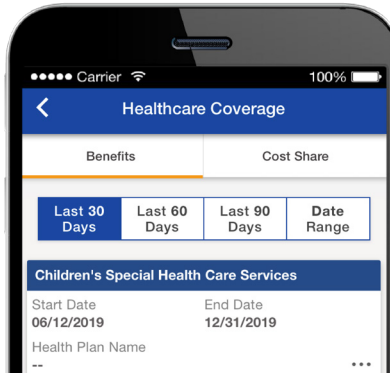 Carrier 100%
Healthcare Coverage
Benefits Cost Share
Last 30 Days Last 60 Days Last 90 Days Date Range
Children's Special Health Care Services
Start Date End Date
06/12/2019 12/31/2019
Health Plan Name
-- ...